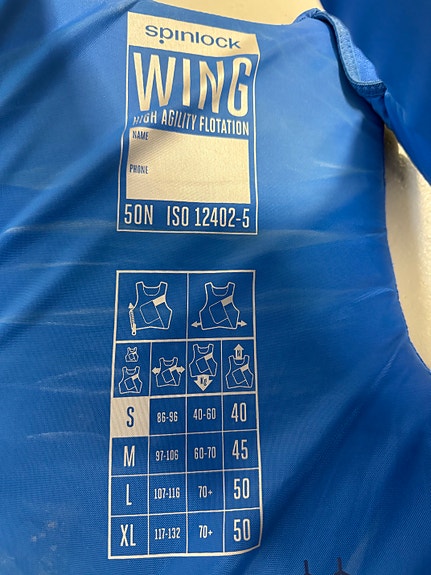 spinlock
WING
HIGH AGILITY FLOTATION
NAME
PHONE
50N ISO 12402-5
Kg N
S 86-96 40-60 40
M 97-106 60-70 45
L 107-116 70+ 50
XL 117-132 70+ 50